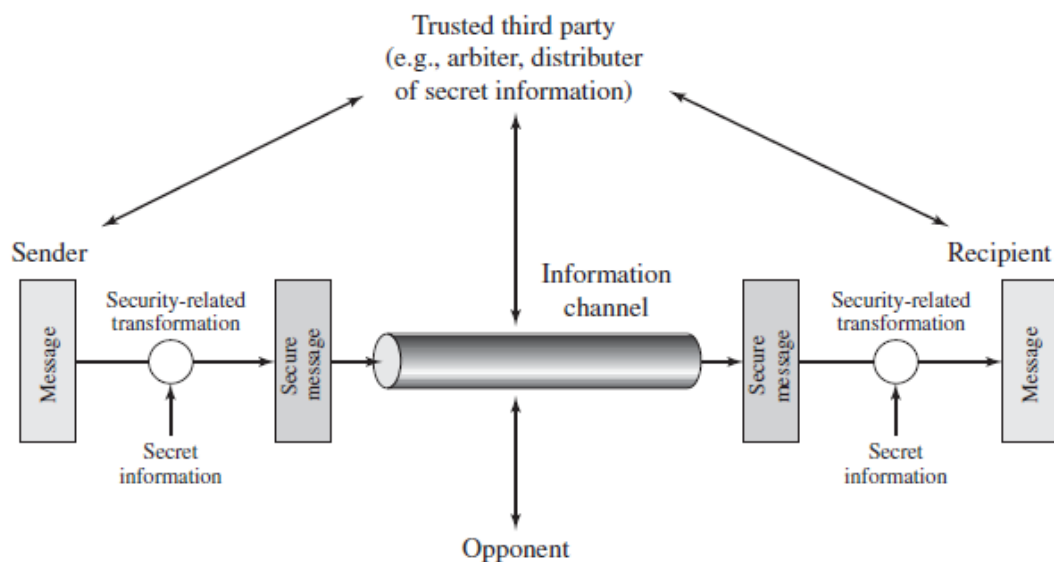 Trusted third party
(e.g., arbiter, distributer
of secret information)
Sender
Recipient
Information
channel
Security-related
transformation
Security-related
transformation
Message
Secure
message
Secure
message
Message
Secret
information
Secret
information
Opponent